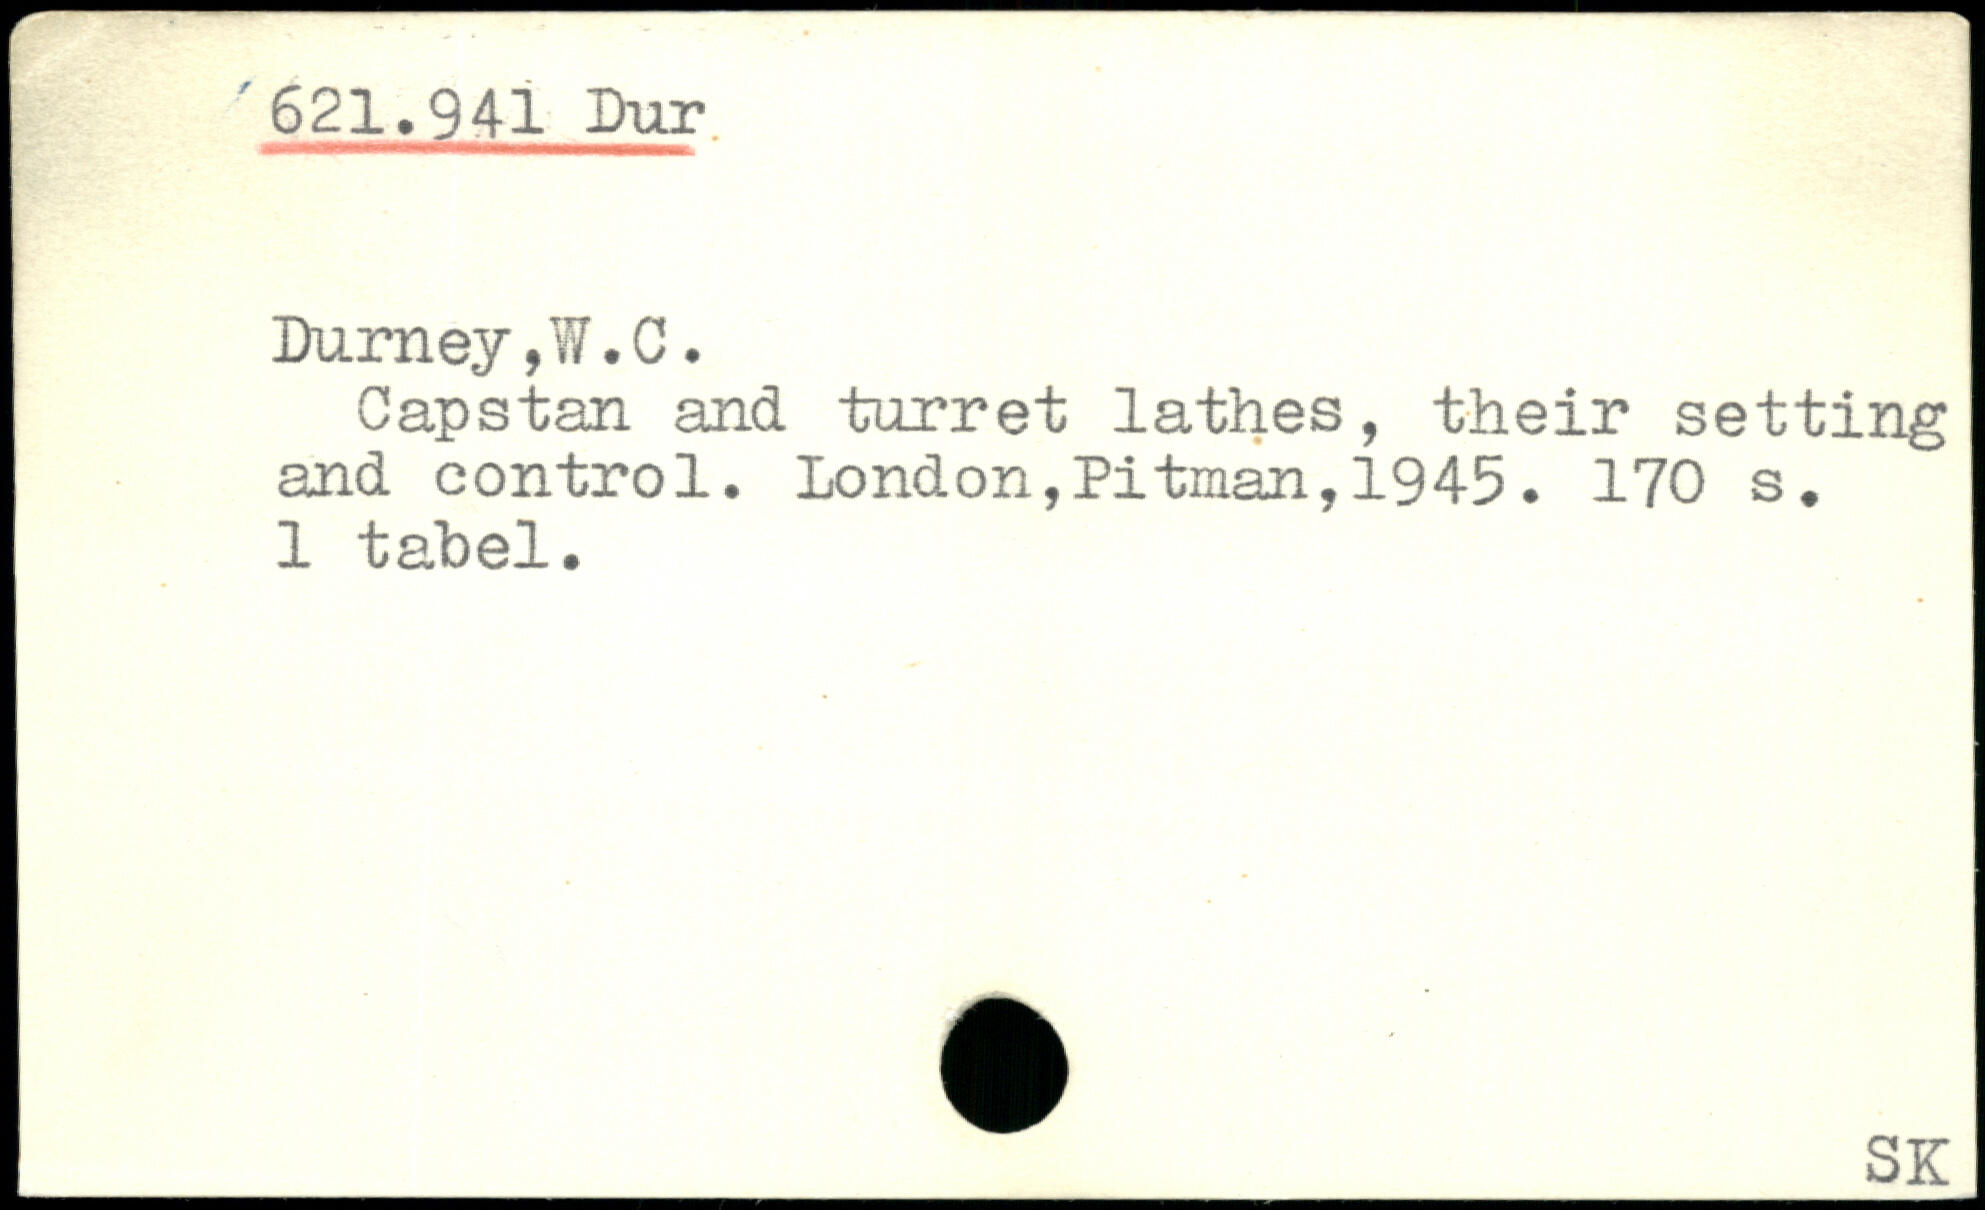 621.941 Dur
Durney,W.C.
Capstan and turret lathes, their setting
and control. London,Pitman,1945. 170 s.
1 tabel.
SK